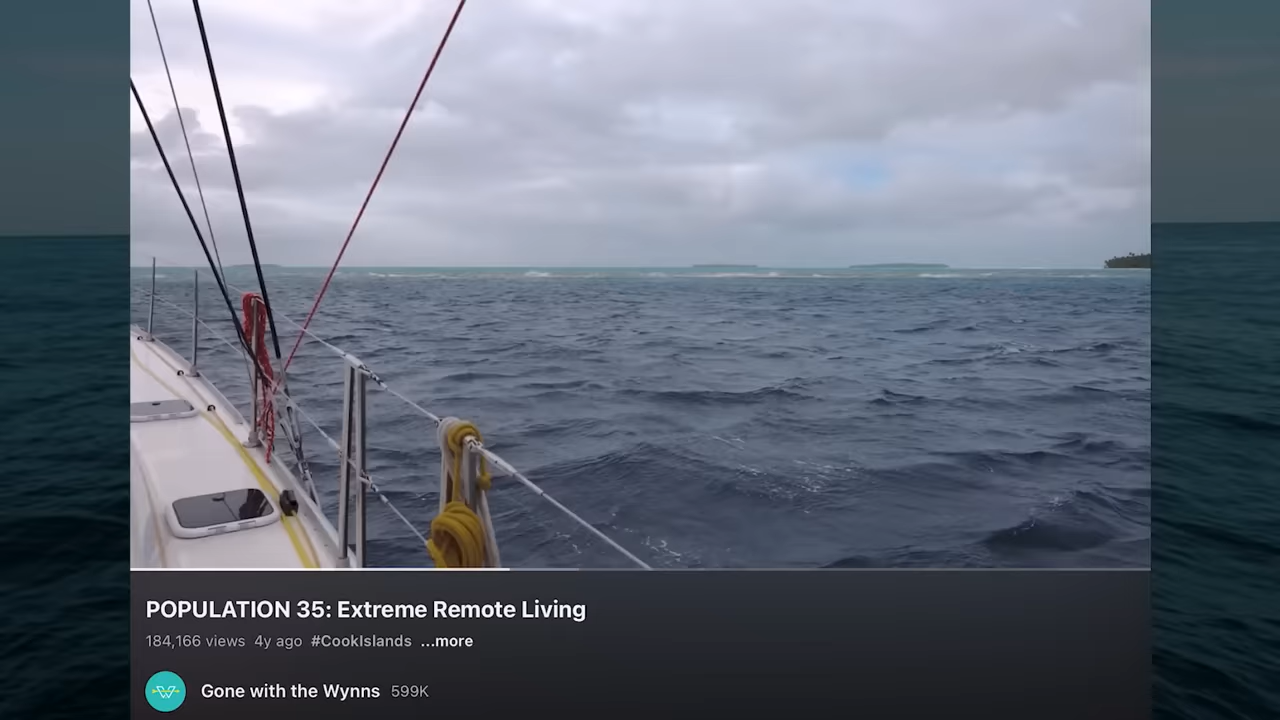 POPULATION 35: Extreme Remote Living
184,166 views 4y ago #CookIslands ...more
Gone with the Wynns 599K